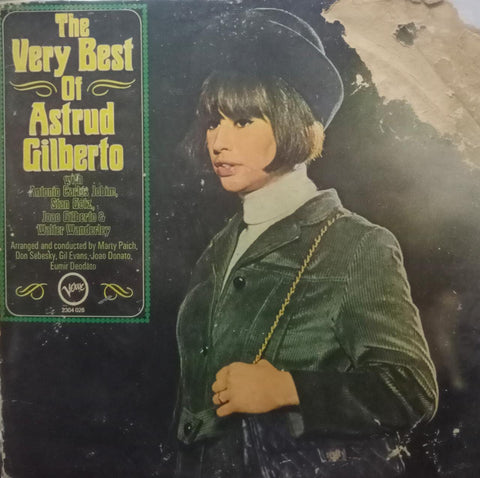 The
Very Best
Of
Astrud
Gilberto
with
Antonio Carlos Jobim,
Stan Getz,
Joao Gilberto &
Walter Wanderley
Arranged and conducted by Marty Paich,
Don Sebesky, Gil Evans, Joao Donato,
Eumir Deodato
Verve
2304 026